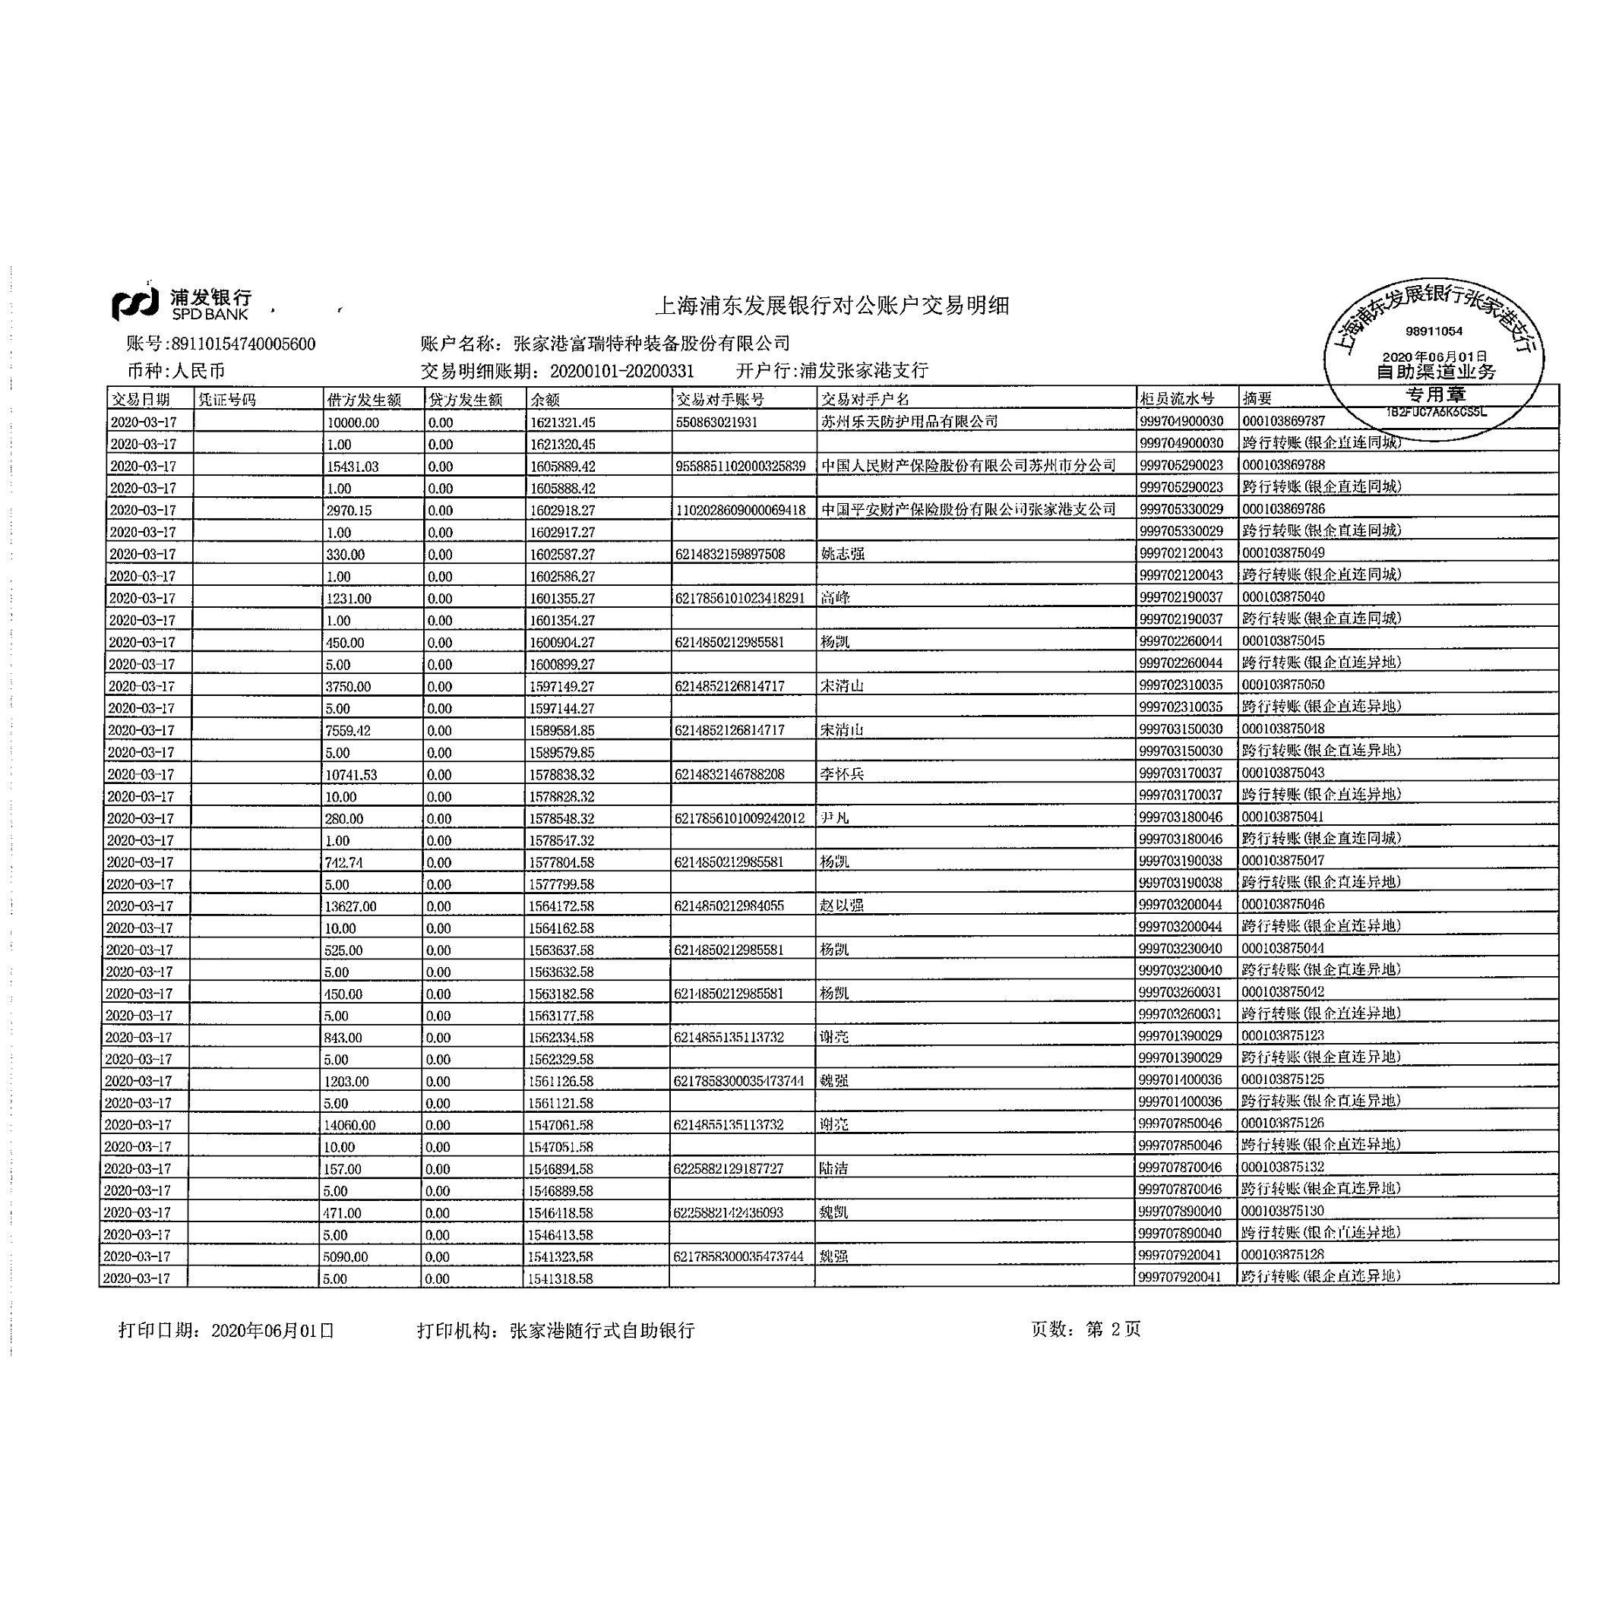 浦发银行
SPD BANK
上海浦东发展银行对公账户交易明细
上海浦东发展银行张家港支行
98911054
2020年06月01日
自助渠道业务
专用章
1B2FUC7A6K6CS5L
账号:89110154740005600 账户名称：张家港富瑞特种装备股份有限公司
币种:人民币 交易明细账期：20200101-20200331 开户行:浦发张家港支行
交易日期 凭证号码 借方发生额 贷方发生额 余额 交易对手账号 交易对手户名 柜员流水号 摘要
2020-03-17 10000.00 0.00 1621321.45 550863021931 苏州乐天防护用品有限公司 999704900030 000103869787
2020-03-17 1.00 0.00 1621320.45 999704900030 跨行转账(银企直连同城)
2020-03-17 15431.03 0.00 1605889.42 9558851102000325839 中国人民财产保险股份有限公司苏州市分公司 999705290023 000103869788
2020-03-17 1.00 0.00 1605888.42 999705290023 跨行转账(银企直连同城)
2020-03-17 2970.15 0.00 1602918.27 1102028609000069418 中国平安财产保险股份有限公司张家港支公司 999705330029 000103869786
2020-03-17 1.00 0.00 1602917.27 999705330029 跨行转账(银企直连同城)
2020-03-17 330.00 0.00 1602587.27 6214832159897508 姚志强 999702120043 000103875049
2020-03-17 1.00 0.00 1602586.27 999702120043 跨行转账(银企直连同城)
2020-03-17 1231.00 0.00 1601355.27 6217856101023418291 高峰 999702190037 000103875040
2020-03-17 1.00 0.00 1601354.27 999702190037 跨行转账(银企直连同城)
2020-03-17 450.00 0.00 1600904.27 6214850212985581 杨凯 999702260044 000103875045
2020-03-17 5.00 0.00 1600899.27 999702260044 跨行转账(银企直连异地)
2020-03-17 3750.00 0.00 1597149.27 6214852126814717 宋清山 999702310035 000103875050
2020-03-17 5.00 0.00 1597144.27 999702310035 跨行转账(银企直连异地)
2020-03-17 7559.42 0.00 1589584.85 6214852126814717 宋清山 999703150030 000103875048
2020-03-17 5.00 0.00 1589579.85 999703150030 跨行转账(银企直连异地)
2020-03-17 10741.53 0.00 1578838.32 6214832146788208 李怀兵 999703170037 000103875043
2020-03-17 10.00 0.00 1578828.32 999703170037 跨行转账(银企直连异地)
2020-03-17 280.00 0.00 1578548.32 6217856101009242012 尹凡 999703180046 000103875041
2020-03-17 1.00 0.00 1578547.32 999703180046 跨行转账(银企直连同城)
2020-03-17 742.74 0.00 1577804.58 6214850212985581 杨凯 999703190038 000103875047
2020-03-17 5.00 0.00 1577799.58 999703190038 跨行转账(银企直连异地)
2020-03-17 13627.00 0.00 1564172.58 6214850212984055 赵以强 999703200044 000103875046
2020-03-17 10.00 0.00 1564162.58 999703200044 跨行转账(银企直连异地)
2020-03-17 525.00 0.00 1563637.58 6214850212985581 杨凯 999703230040 000103875044
2020-03-17 5.00 0.00 1563632.58 999703230040 跨行转账(银企直连异地)
2020-03-17 450.00 0.00 1563182.58 6214850212985581 杨凯 999703260031 000103875042
2020-03-17 5.00 0.00 1563177.58 999703260031 跨行转账(银企直连异地)
2020-03-17 843.00 0.00 1562334.58 6214855135113732 谢亮 999701390029 000103875123
2020-03-17 5.00 0.00 1562329.58 999701390029 跨行转账(银企直连异地)
2020-03-17 1203.00 0.00 1561126.58 6217858300035473744 魏强 999701400036 000103875125
2020-03-17 5.00 0.00 1561121.58 999701400036 跨行转账(银企直连异地)
2020-03-17 14060.00 0.00 1547061.58 6214855135113732 谢亮 999707850046 000103875126
2020-03-17 10.00 0.00 1547051.58 999707850046 跨行转账(银企直连异地)
2020-03-17 157.00 0.00 1546894.58 6225882129187727 陆洁 999707870046 000103875132
2020-03-17 5.00 0.00 1546889.58 999707870046 跨行转账(银企直连异地)
2020-03-17 471.00 0.00 1546418.58 6225882142436093 魏凯 999707890040 000103875130
2020-03-17 5.00 0.00 1546413.58 999707890040 跨行转账(银企直连异地)
2020-03-17 5090.00 0.00 1541323.58 6217858300035473744 魏强 999707920041 000103875128
2020-03-17 5.00 0.00 1541318.58 999707920041 跨行转账(银企直连异地)
打印日期：2020年06月01日 打印机构：张家港随行式自助银行 页数：第 2 页